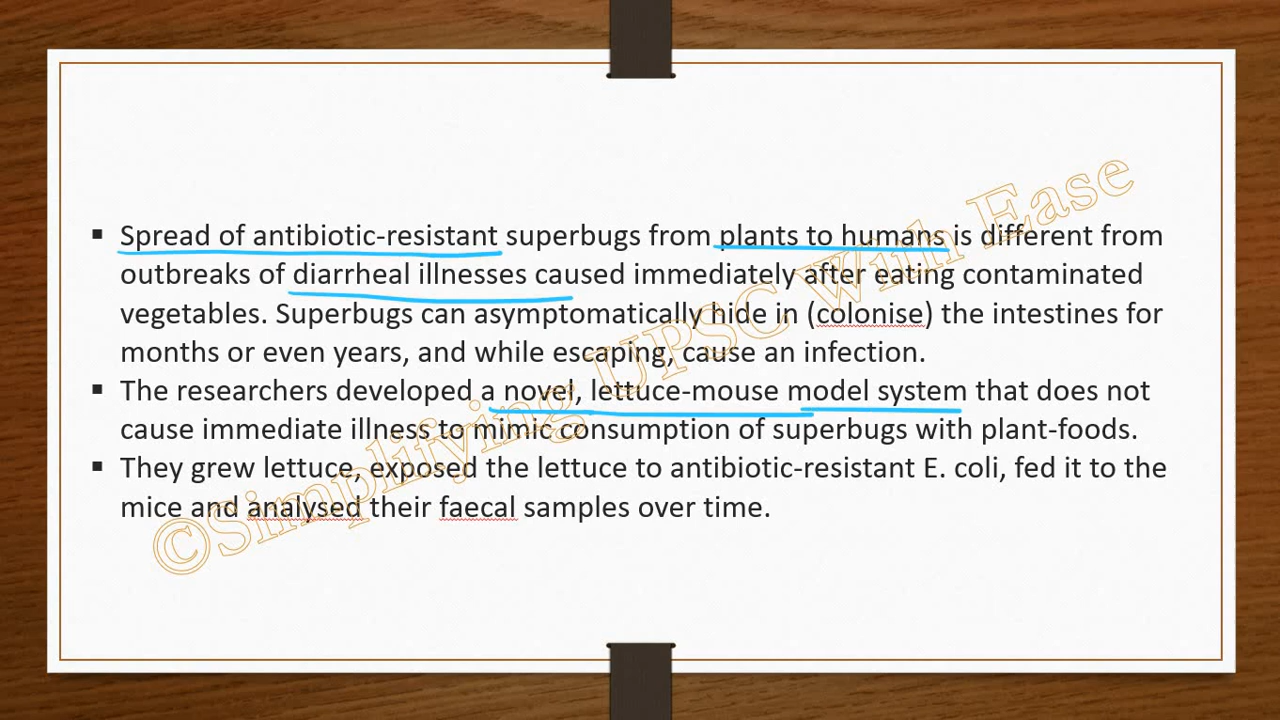 ▪ Spread of antibiotic-resistant superbugs from plants to humans is different from
outbreaks of diarrheal illnesses caused immediately after eating contaminated
vegetables. Superbugs can asymptomatically hide in (colonise) the intestines for
months or even years, and while escaping, cause an infection.
▪ The researchers developed a novel, lettuce-mouse model system that does not
cause immediate illness to mimic consumption of superbugs with plant-foods.
▪ They grew lettuce, exposed the lettuce to antibiotic-resistant E. coli, fed it to the
mice and analysed their faecal samples over time.
©Simplifying UPSC With Ease